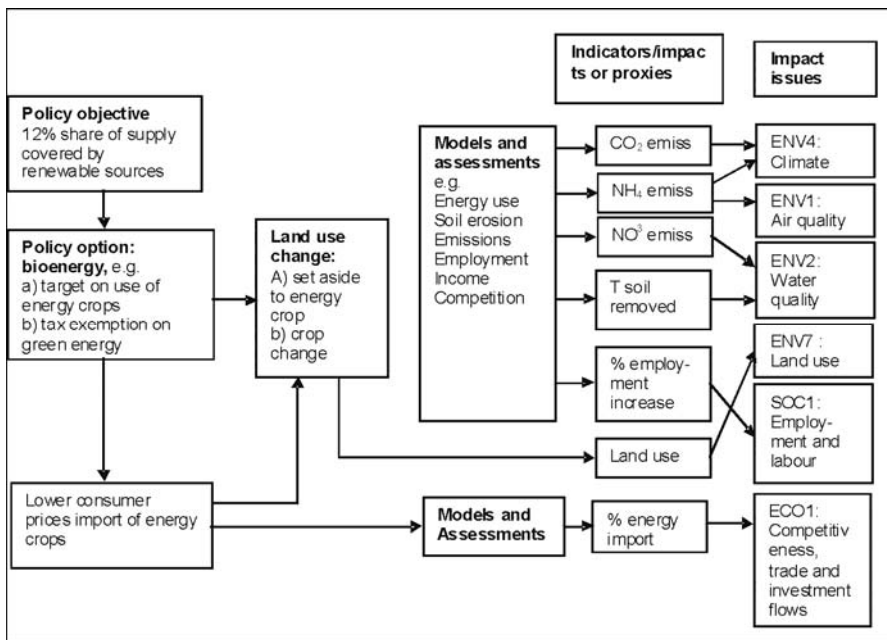 Policy objective
12% share of supply
covered by
renewable sources
Policy option:
bioenergy, e.g.
a) target on use of
energy crops
b) tax exemption on
green energy
Lower consumer
prices import of energy
crops
Land use
change:
A) set aside
to energy
crop
b) crop
change
Models and
assessments
e.g.
Energy use
Soil erosion
Emissions
Employment
Income
Competition
Models and
Assessments
Indicators/impac
ts or proxies
CO₂ emiss
NH₄ emiss
NO³ emiss
T soil
removed
% employ-
ment
increase
Land use
% energy
import
Impact
issues
ENV4:
Climate
ENV1:
Air quality
ENV2:
Water
quality
ENV7 :
Land use
SOC1:
Employ-
ment and
labour
ECO1:
Competitiv
eness,
trade and
investment
flows